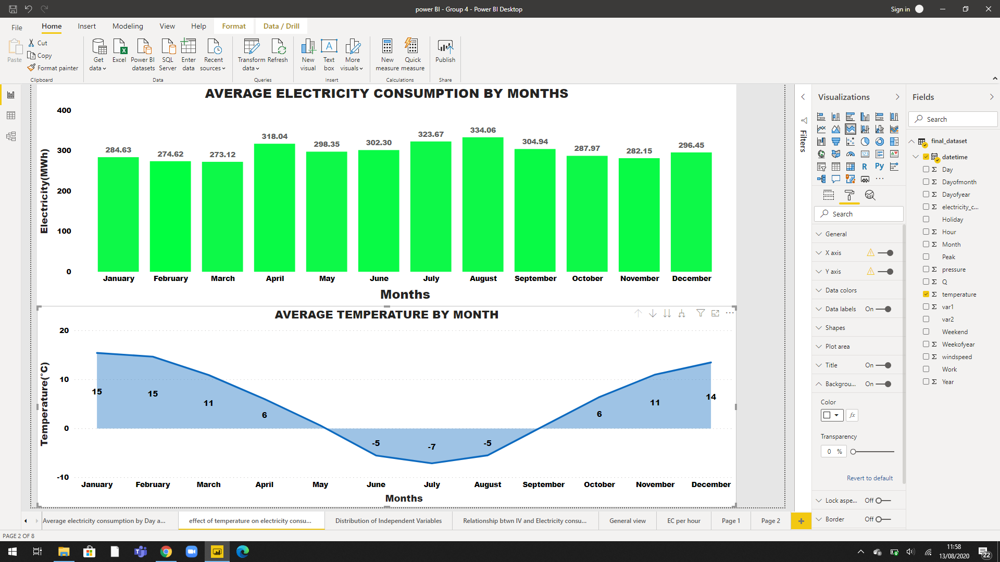 power BI - Group 4 - Power BI Desktop
Sign in
File
Home
Insert
Modeling
View
Help
Format
Data / Drill
Paste
Cut
Copy
Format painter
Clipboard
Get data
Excel
Power BI datasets
SQL Server
Enter data
Recent sources
Data
Transform data
Refresh
Queries
New visual
A
Text box
More visuals
Insert
New measure
Quick measure
Calculations
Publish
Share
AVERAGE ELECTRICITY CONSUMPTION BY MONTHS
Electricity(MWh)
400
300
200
100
0
284.63
274.62
273.12
318.04
298.35
302.30
323.67
334.06
304.94
287.97
282.15
296.45
January February March April May June July August September October November December
Months
AVERAGE TEMPERATURE BY MONTH
Temperature(°C)
20
10
0
-10
15
15
11
6
-5
-7
-5
6
11
14
January February March April May June July August September October November December
Months
Filters
Visualizations
123
R
Py
Search
General
X axis
Y axis
Data colors
Data labels On
Shapes
Plot area
Title On
Backgrou... On
Color
fx
Transparency
0 %
Revert to default
Lock aspe... Off
Border Off
Fields
Search
final_dataset
datetime
Σ Day
Σ Dayofmonth
Σ Dayofyear
Σ electricity_c...
Holiday
Σ Hour
Σ Month
Peak
Σ pressure
Σ Q
Σ temperature
Σ var1
var2
Weekend
Σ Weekofyear
Σ windspeed
Work
Σ Year
Average electricity consumption by Day a...
effect of temperature on electricity consu...
Distribution of Independent Variables
Relationship btwn IV and Electricity consu...
General view
EC per hour
Page 1
Page 2
+
PAGE 2 OF 8
11:58
13/08/2020
22